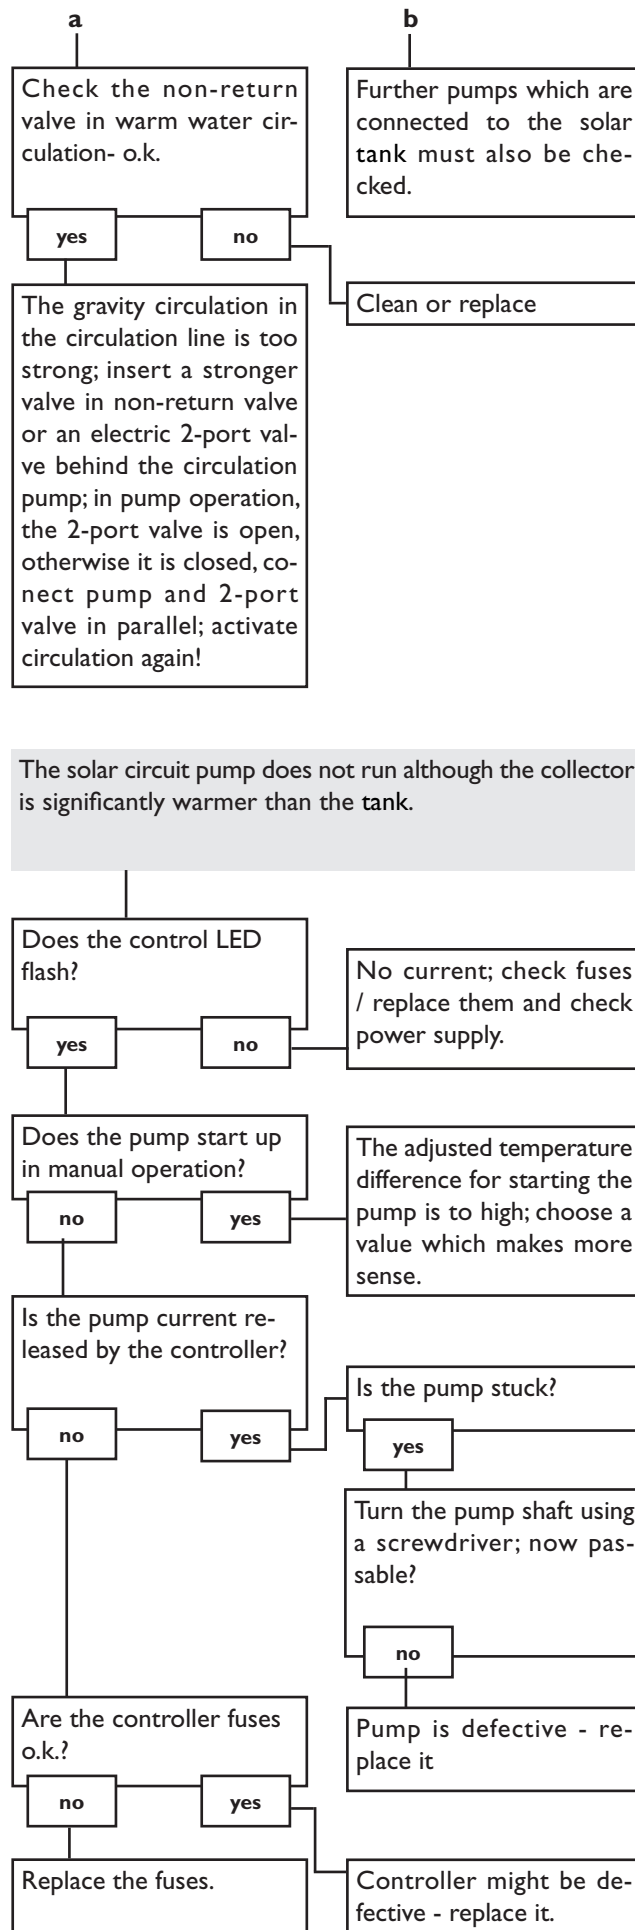 a
b
Check the non-return
valve in warm water cir-
culation- o.k.
Further pumps which are
connected to the solar
tank must also be che-
cked.
yes
no
Clean or replace
The gravity circulation in
the circulation line is too
strong; insert a stronger
valve in non-return valve
or an electric 2-port val-
ve behind the circulation
pump; in pump operation,
the 2-port valve is open,
otherwise it is closed, co-
nect pump and 2-port
valve in parallel; activate
circulation again!
The solar circuit pump does not run although the collector
is significantly warmer than the tank.
Does the control LED
flash?
yes
no
No current; check fuses
/ replace them and check
power supply.
Does the pump start up
in manual operation?
no
yes
The adjusted temperature
difference for starting the
pump is to high; choose a
value which makes more
sense.
Is the pump current re-
leased by the controller?
no
yes
Is the pump stuck?
yes
Turn the pump shaft using
a screwdriver; now pas-
sable?
no
Pump is defective - re-
place it
Are the controller fuses
o.k.?
no
yes
Replace the fuses.
Controller might be de-
fective - replace it.